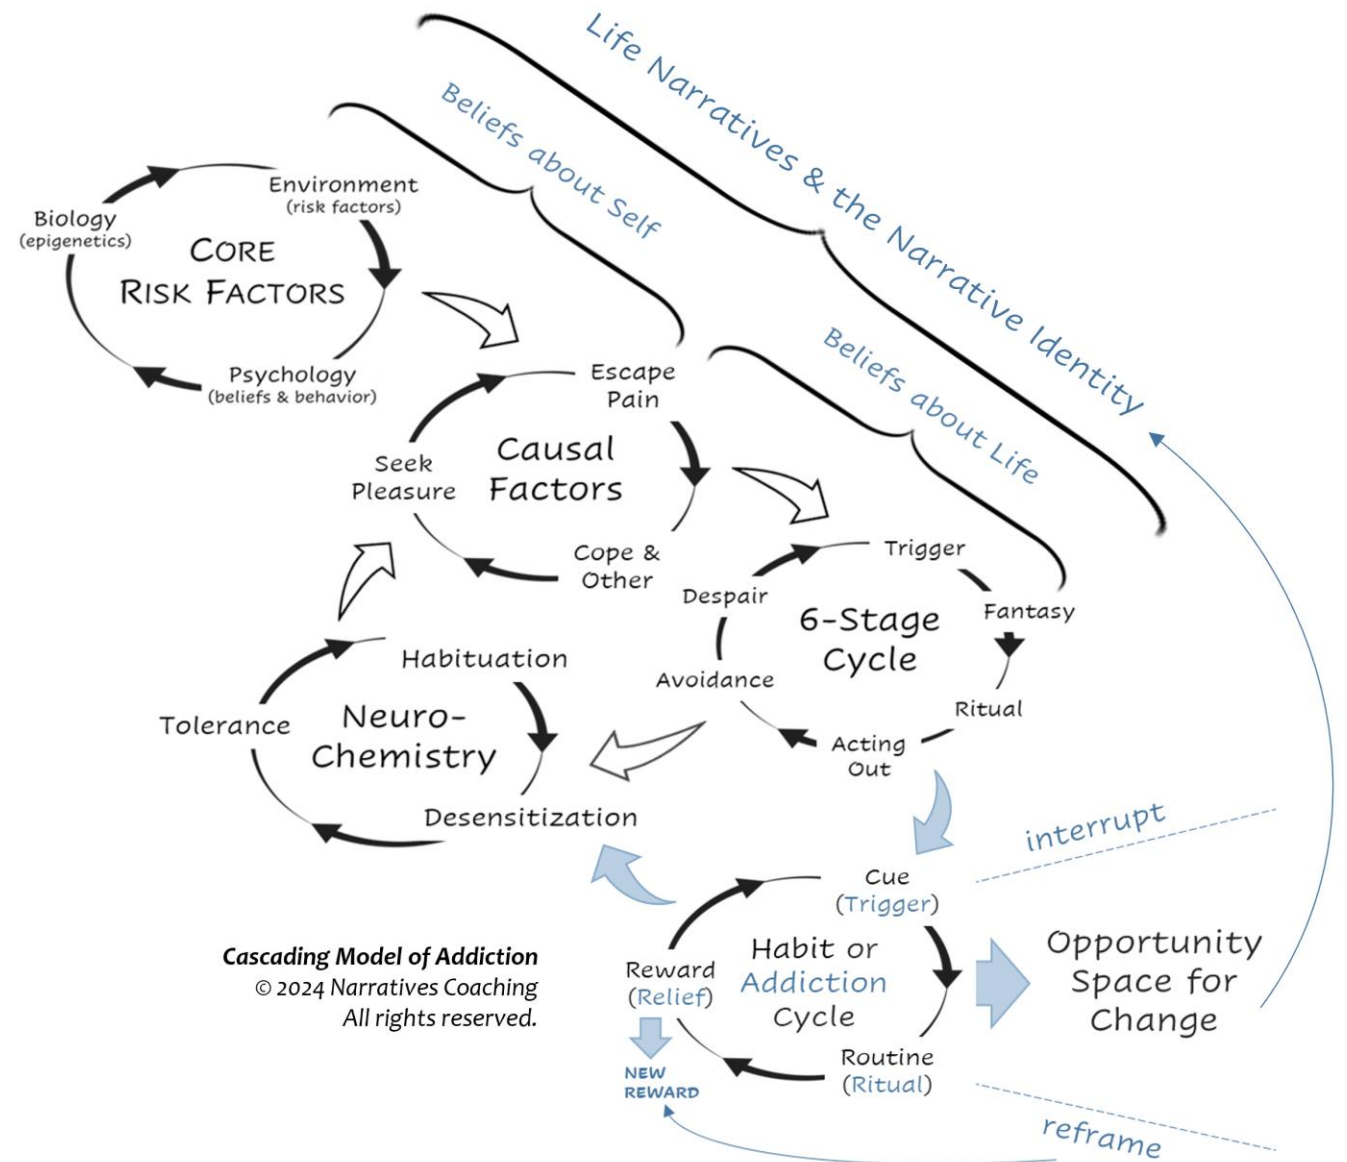 Life Narratives & the Narrative Identity
Beliefs about Self
Environment
(risk factors)
Biology
(epigenetics)
CORE
RISK FACTORS
Psychology
(beliefs & behavior)
Beliefs about Life
Escape
Pain
Causal
Factors
Seek
Pleasure
Cope &
Other
Trigger
Despair
Fantasy
6-Stage
Cycle
Avoidance
Ritual
Acting
Out
Habituation
Tolerance
Neuro-
Chemistry
Desensitization
interrupt
Cue
(Trigger)
Habit or
Addiction
Cycle
Reward
(Relief)
Routine
(Ritual)
NEW
REWARD
Opportunity
Space for
Change
reframe
Cascading Model of Addiction
© 2024 Narratives Coaching
All rights reserved.